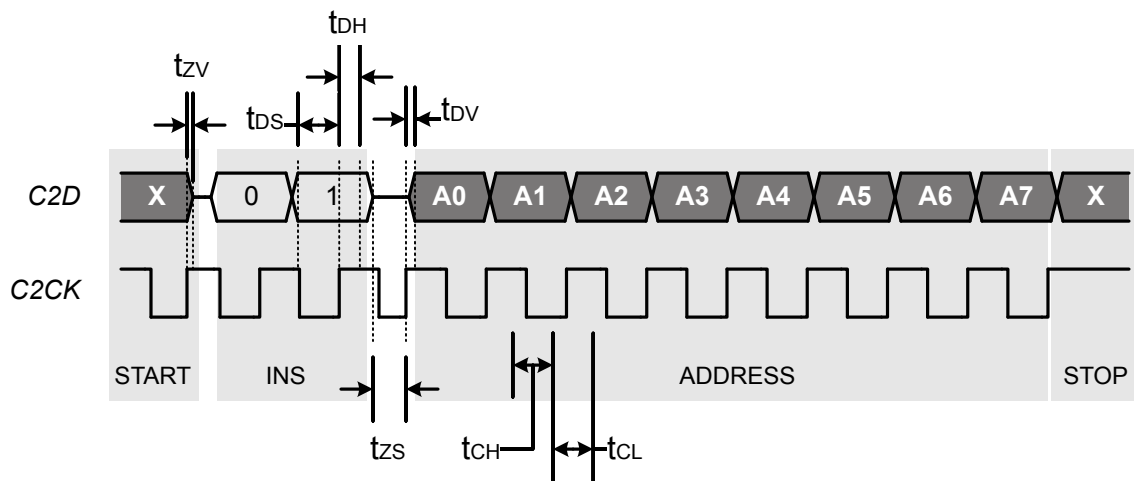 tDH
tZV
tDS
tDV
C2D X 0 1 A0 A1 A2 A3 A4 A5 A6 A7 X
C2CK
START INS ADDRESS STOP
tZS tCH tCL